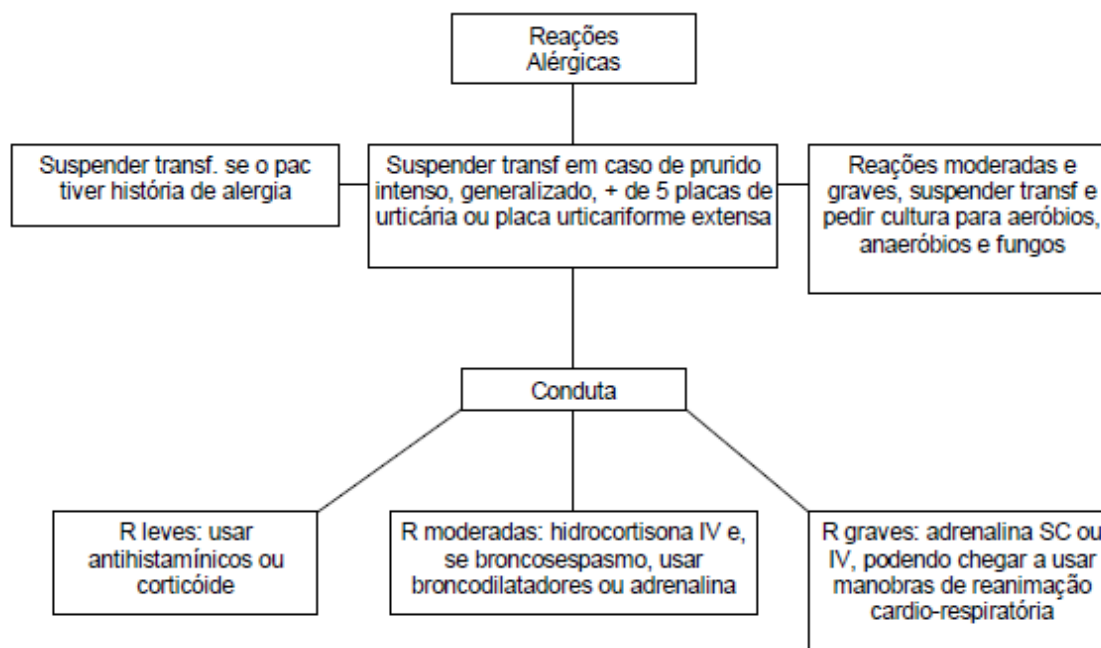 Reações
Alérgicas
Suspender transf. se o pac
tiver história de alergia
Suspender transf em caso de prurido
intenso, generalizado, + de 5 placas de
urticária ou placa urticariforme extensa
Reações moderadas e
graves, suspender transf e
pedir cultura para aeróbios,
anaeróbios e fungos
Conduta
R leves: usar
antihistamínicos ou
corticóide
R moderadas: hidrocortisona IV e,
se broncosespasmo, usar
broncodilatadores ou adrenalina
R graves: adrenalina SC ou
IV, podendo chegar a usar
manobras de reanimação
cardio-respiratória